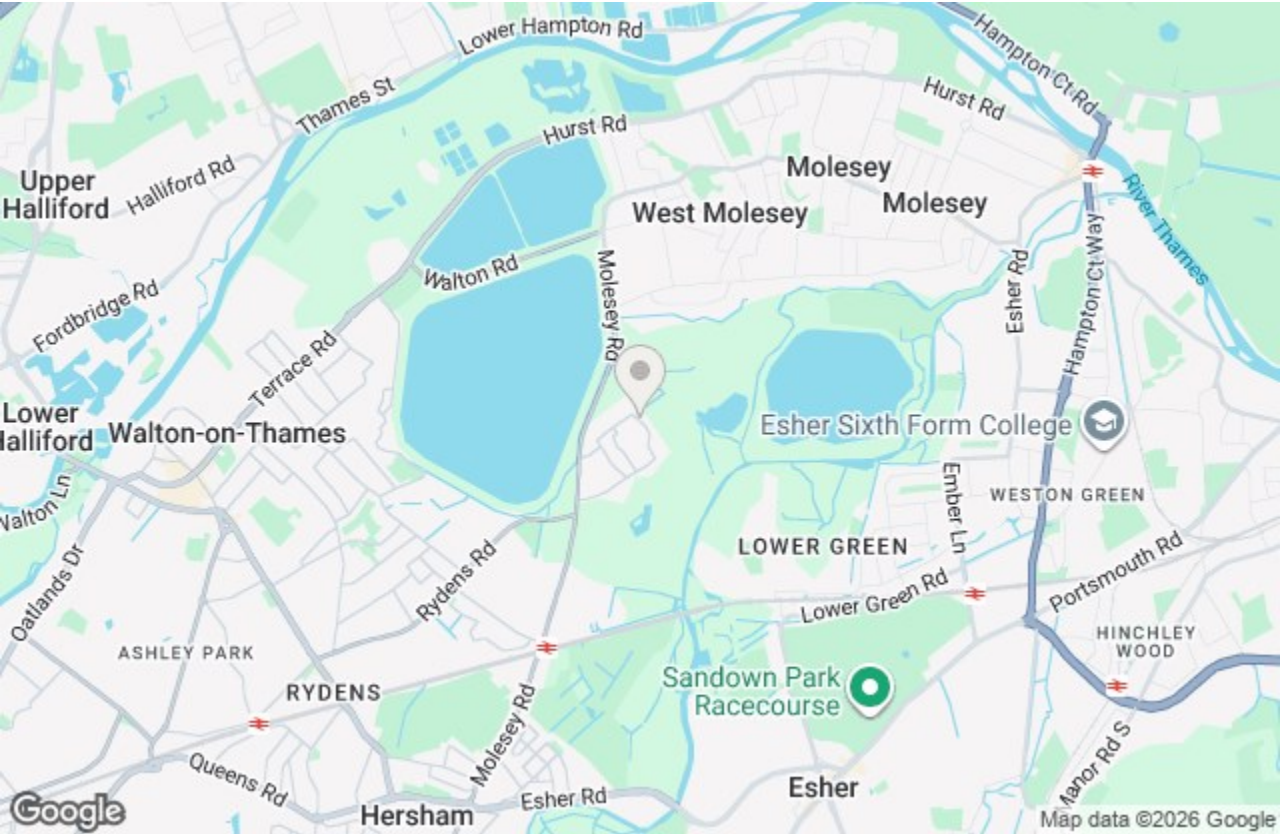 Lower Hampton Rd
Hampton Ct Rd
Thames St
Hurst Rd
Hurst Rd
Halliford Rd
Upper
Halliford
Molesey
West Molesey
Molesey
River Thames
Walton Rd
Molesey Rd
Esher Rd
Hampton Ct Way
Fordbridge Rd
Terrace Rd
Lower
Halliford
Walton-on-Thames
Esher Sixth Form College
Walton Ln
Ember Ln
WESTON GREEN
Oatlands Dr
Rydens Rd
LOWER GREEN
Portsmouth Rd
Lower Green Rd
ASHLEY PARK
HINCHLEY
WOOD
RYDENS
Sandown Park
Racecourse
Molesey Rd
Queens Rd
Manor Rd S
Esher
Esher Rd
Hersham
Google
Map data ©2026 Google